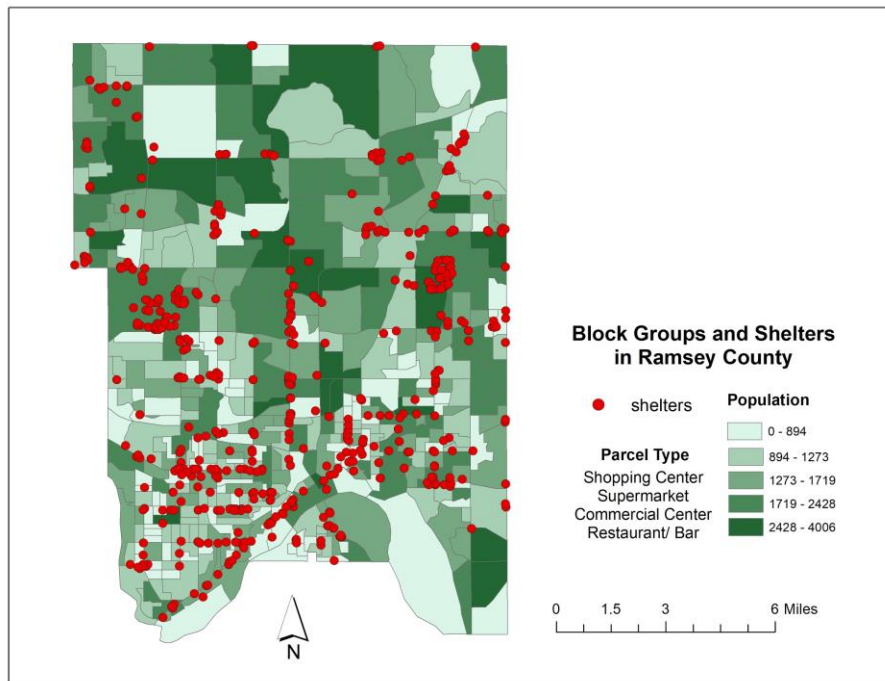 Block Groups and Shelters
in Ramsey County
shelters
Parcel Type
Shopping Center
Supermarket
Commercial Center
Restaurant/ Bar
Population
0 - 894
894 - 1273
1273 - 1719
1719 - 2428
2428 - 4006
0 1.5 3 6 Miles
N